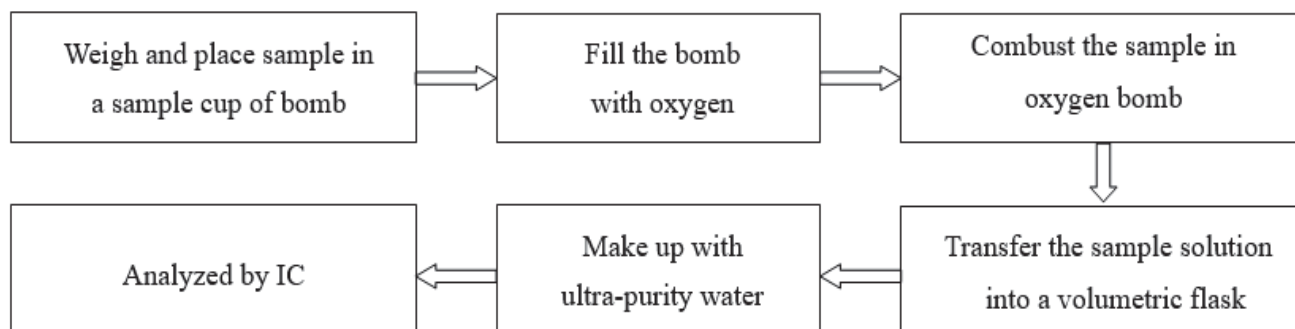 Weigh and place sample in
a sample cup of bomb
Fill the bomb
with oxygen
Combust the sample in
oxygen bomb
Transfer the sample solution
into a volumetric flask
Make up with
ultra-purity water
Analyzed by IC